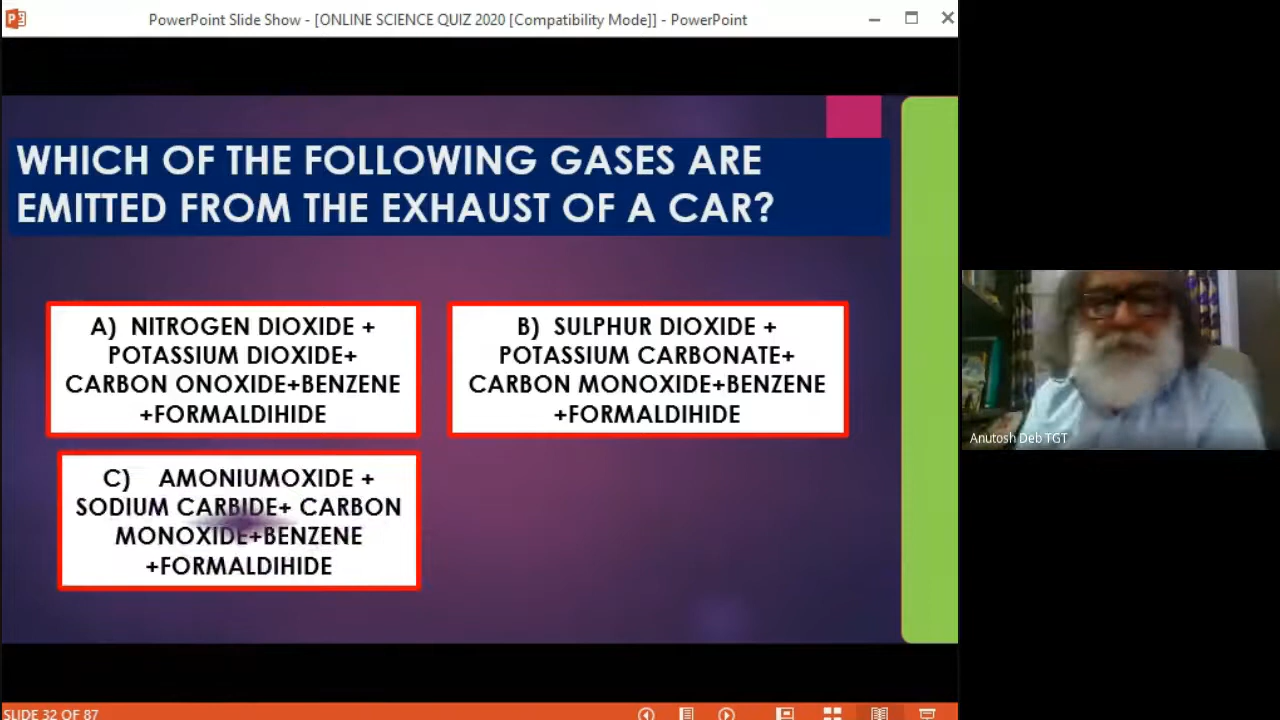 PowerPoint Slide Show - [ONLINE SCIENCE QUIZ 2020 [Compatibility Mode]] - PowerPoint
WHICH OF THE FOLLOWING GASES ARE
EMITTED FROM THE EXHAUST OF A CAR?
A) NITROGEN DIOXIDE +
POTASSIUM DIOXIDE+
CARBON ONOXIDE+BENZENE
+FORMALDIHIDE
B) SULPHUR DIOXIDE +
POTASSIUM CARBONATE+
CARBON MONOXIDE+BENZENE
+FORMALDIHIDE
C) AMONIUMOXIDE +
SODIUM CARBIDE+ CARBON
MONOXIDE+BENZENE
+FORMALDIHIDE
Anutosh Deb TGT
SLIDE 32 OF 87